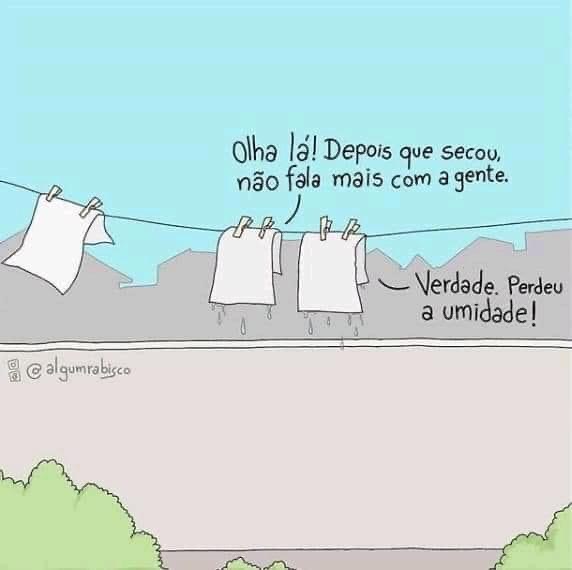 Olha lá! Depois que secou,
não fala mais com a gente.
Verdade. Perdeu
a umidade!
@algumrabisco